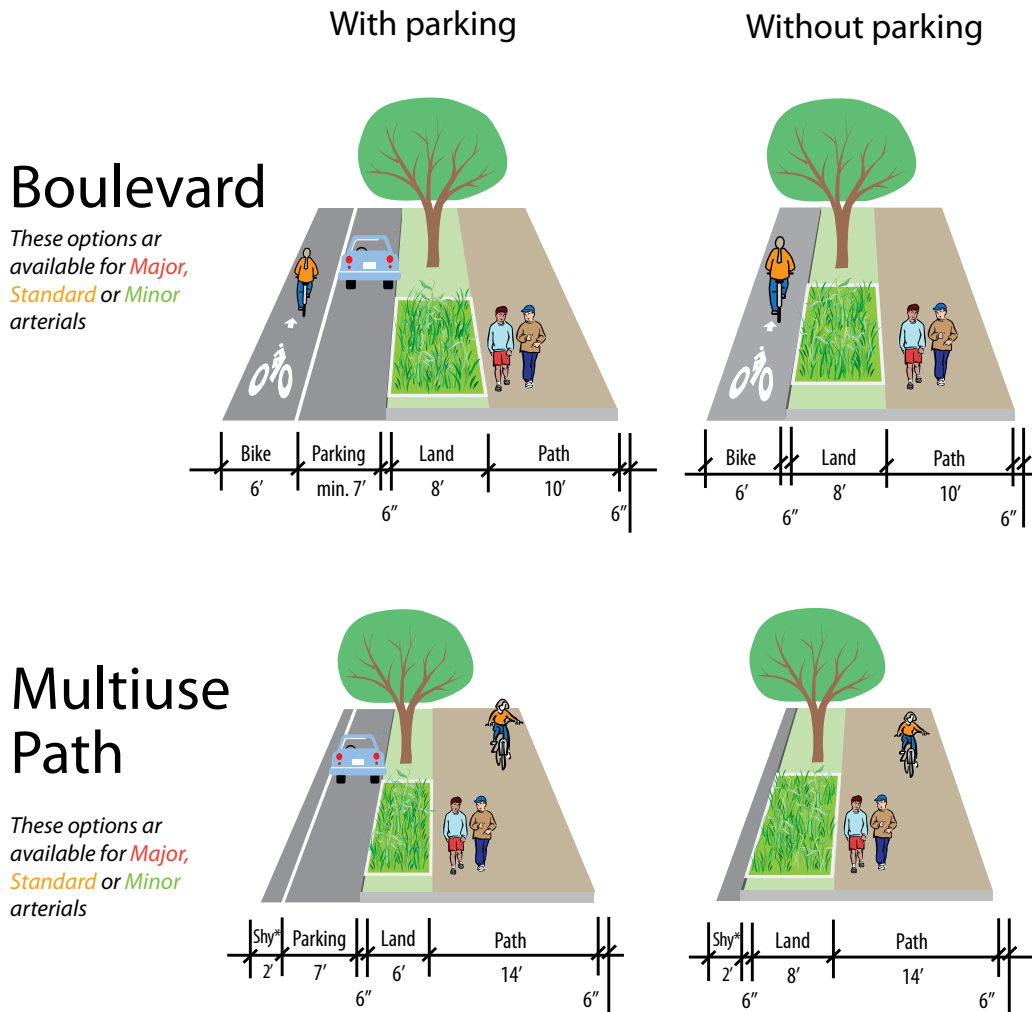 With parking
Without parking
Boulevard
These options ar
available for Major,
Standard or Minor
arterials
Bike Parking Land Path
6' min. 7' 8' 10'
6" 6"
Bike Land Path
6' 8' 10'
6" 6"
Multiuse
Path
These options ar
available for Major,
Standard or Minor
arterials
Shy* Parking Land Path
2' 7' 6' 14'
6" 6"
Shy* Land Path
2' 8' 14'
6" 6"